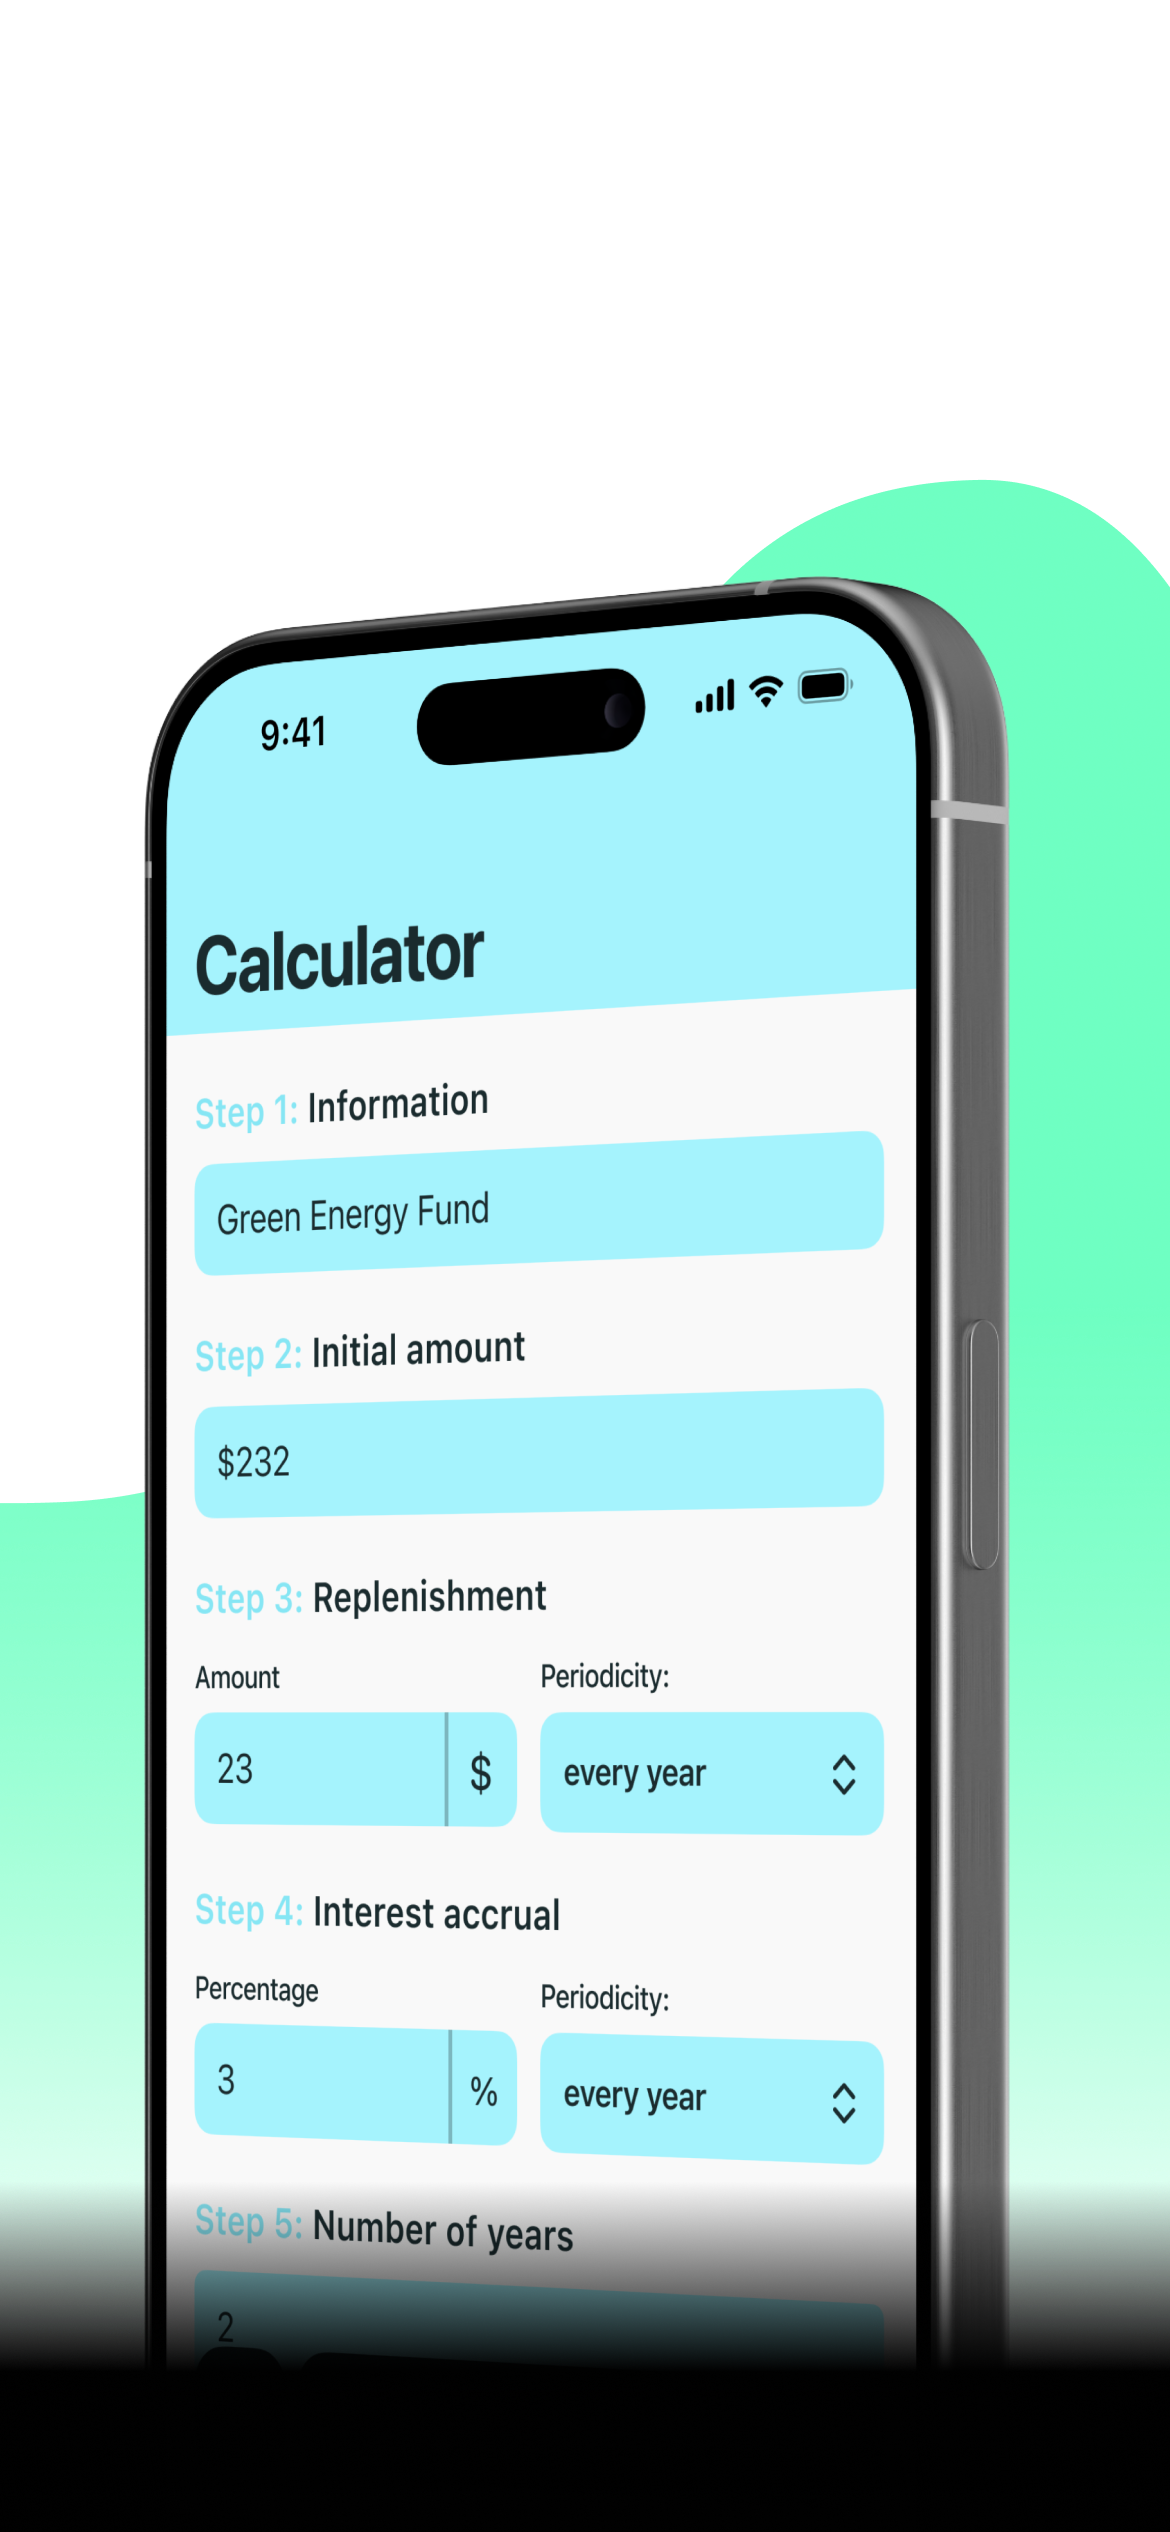 9:41
Calculator
Step 1: Information
Green Energy Fund
Step 2: Initial amount
$232
Step 3: Replenishment
Amount
Periodicity:
23 $
every year
Step 4: Interest accrual
Percentage
Periodicity:
3 %
every year
Step 5: Number of years
2